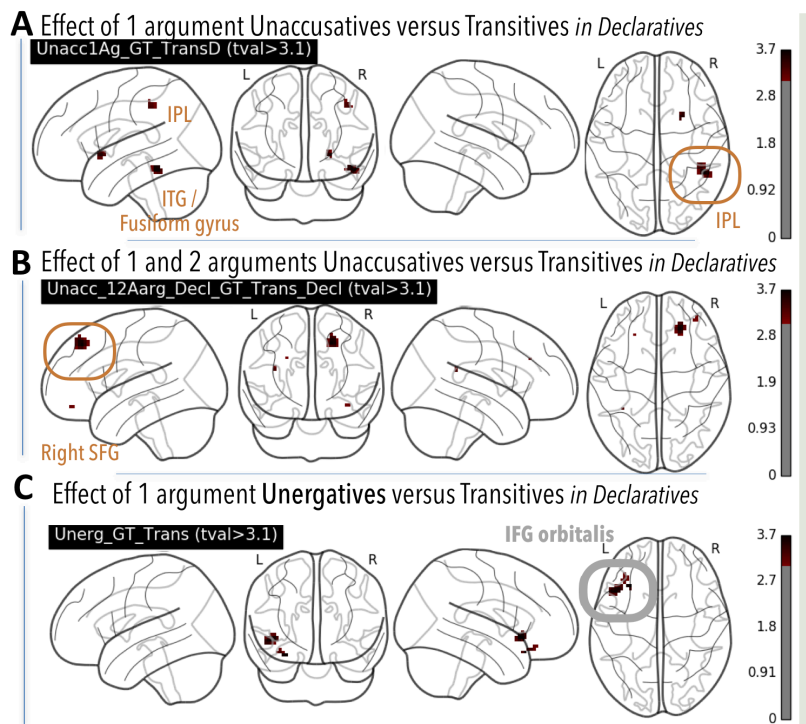 A Effect of 1 argument Unaccusatives versus Transitives in Declaratives
Unacc1Ag_GT_TransD (tval>3.1)
L R L R
3.7
2.8
1.8
0.92
0
IPL
ITG /
Fusiform gyrus
IPL
B Effect of 1 and 2 arguments Unaccusatives versus Transitives in Declaratives
Unacc_12Aarg_Decl_GT_Trans_Decl (tval>3.1)
L R L R
3.7
2.8
1.9
0.93
0
Right SFG
C Effect of 1 argument Unergatives versus Transitives in Declaratives
Unerg_GT_Trans (tval>3.1)
IFG orbitalis
L R L R
3.7
2.7
1.8
0.91
0